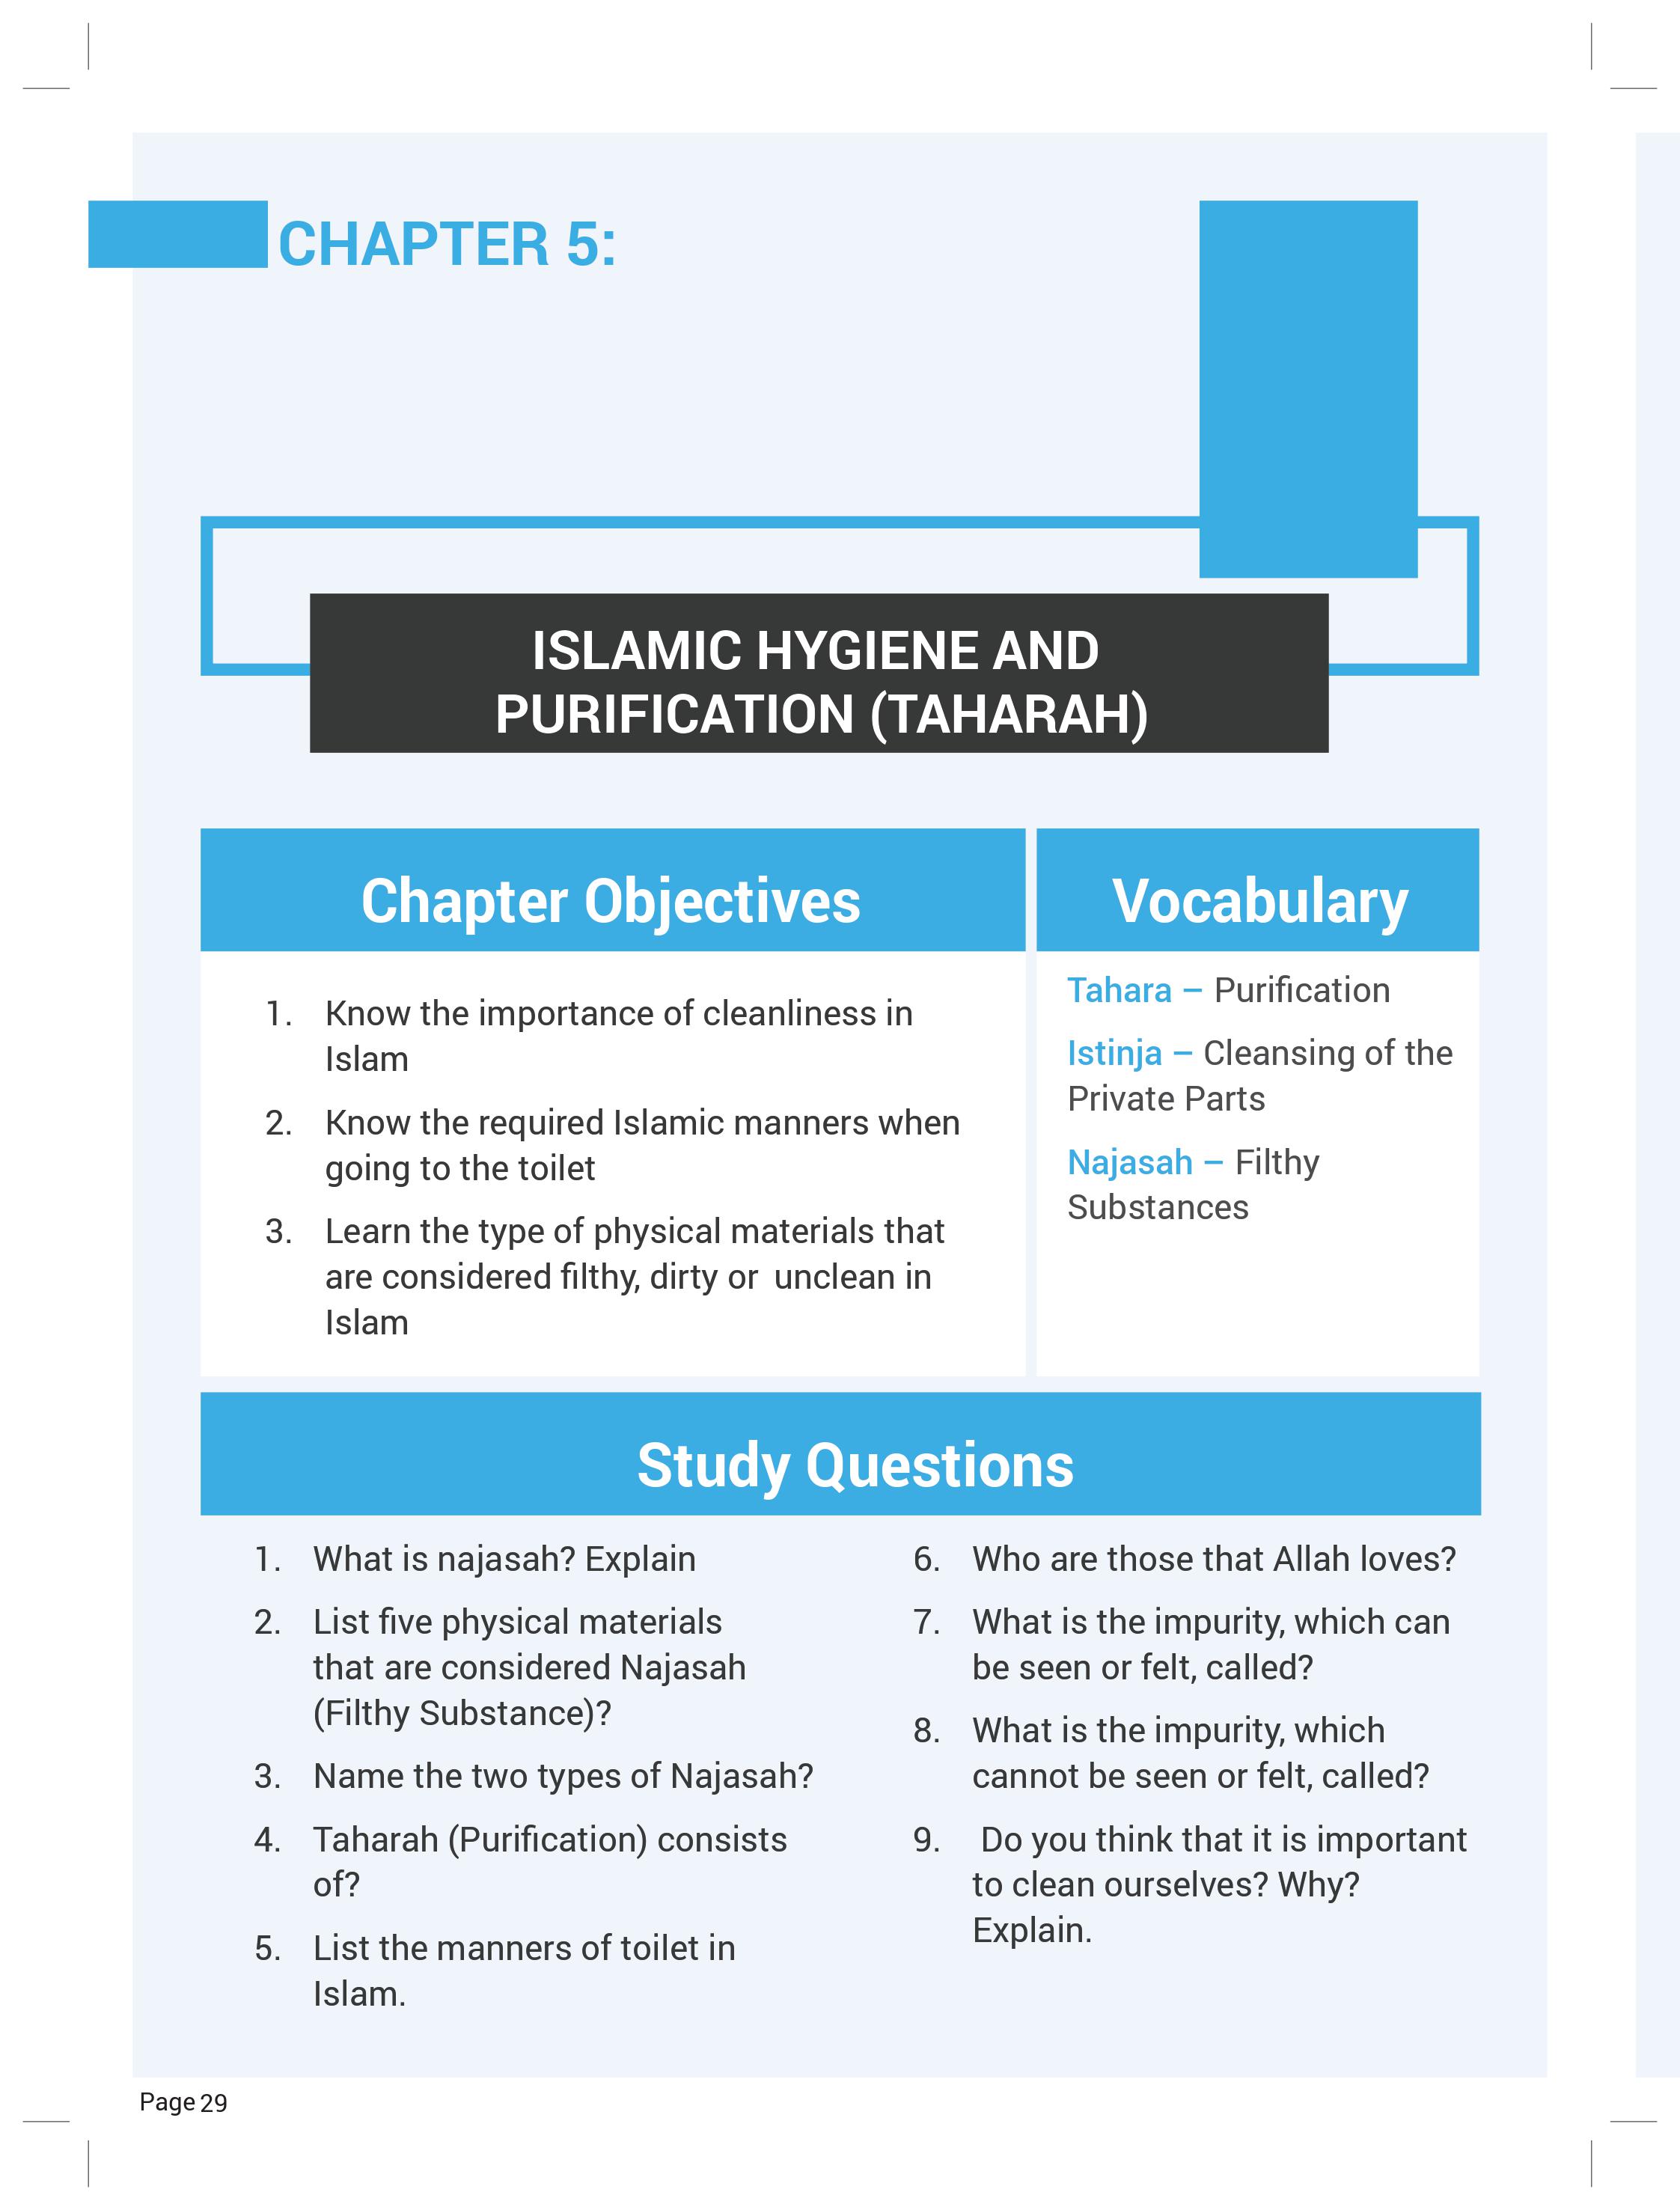 CHAPTER 5:
ISLAMIC HYGIENE AND
PURIFICATION (TAHARAH)
Chapter Objectives
1. Know the importance of cleanliness in
Islam
2. Know the required Islamic manners when
going to the toilet
3. Learn the type of physical materials that
are considered filthy, dirty or unclean in
Islam
Vocabulary
Tahara – Purification
Istinja – Cleansing of the
Private Parts
Najasah – Filthy
Substances
Study Questions
1. What is najasah? Explain
2. List five physical materials
that are considered Najasah
(Filthy Substance)?
3. Name the two types of Najasah?
4. Taharah (Purification) consists
of?
5. List the manners of toilet in
Islam.
6. Who are those that Allah loves?
7. What is the impurity, which can
be seen or felt, called?
8. What is the impurity, which
cannot be seen or felt, called?
9. Do you think that it is important
to clean ourselves? Why?
Explain.
Page 29